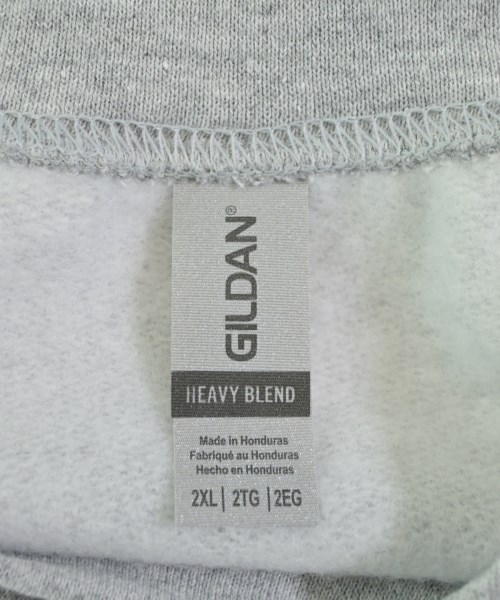 GILDAN®
HEAVY BLEND
Made in Honduras
Fabriqué au Honduras
Hecho en Honduras
2XL | 2TG | 2EG